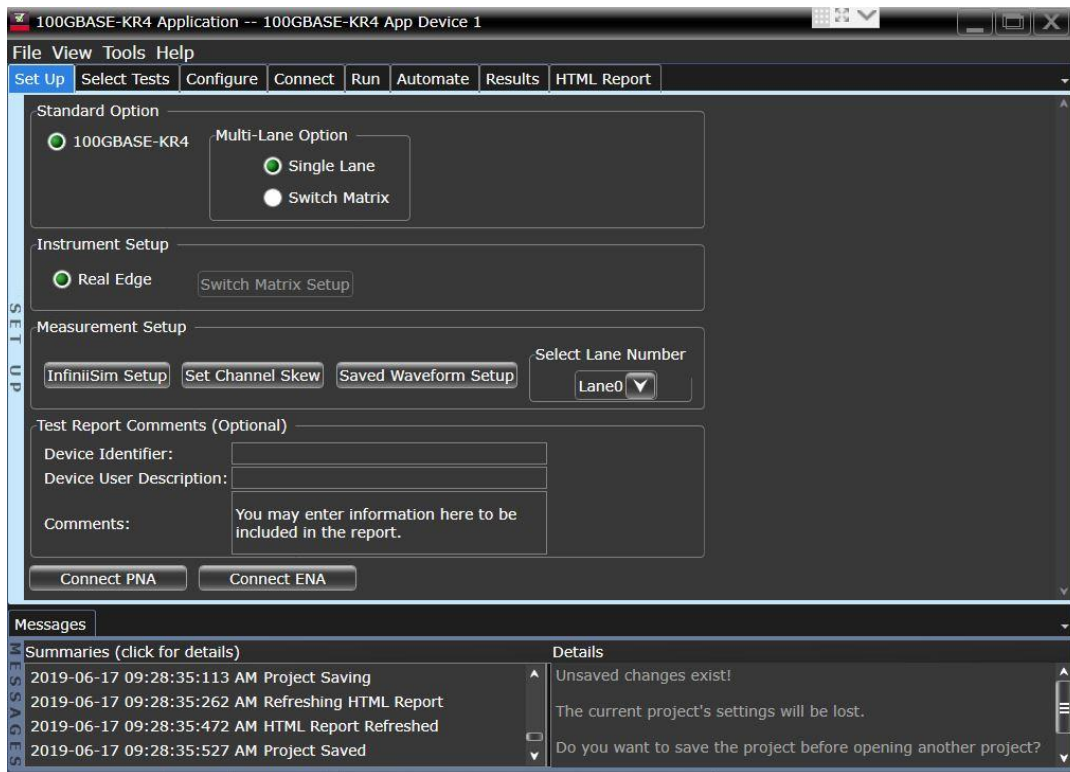 100GBASE-KR4 Application -- 100GBASE-KR4 App Device 1
File View Tools Help
Set Up Select Tests Configure Connect Run Automate Results HTML Report
SET UP
Standard Option
100GBASE-KR4
Multi-Lane Option
Single Lane
Switch Matrix
Instrument Setup
Real Edge
Switch Matrix Setup
Measurement Setup
InfiniiSim Setup Set Channel Skew Saved Waveform Setup
Select Lane Number
Lane0
Test Report Comments (Optional)
Device Identifier:
Device User Description:
Comments:
You may enter information here to be
included in the report.
Connect PNA Connect ENA
Messages
MESSAGES
Summaries (click for details)
2019-06-17 09:28:35:113 AM Project Saving
2019-06-17 09:28:35:262 AM Refreshing HTML Report
2019-06-17 09:28:35:472 AM HTML Report Refreshed
2019-06-17 09:28:35:527 AM Project Saved
Details
Unsaved changes exist!
The current project's settings will be lost.
Do you want to save the project before opening another project?